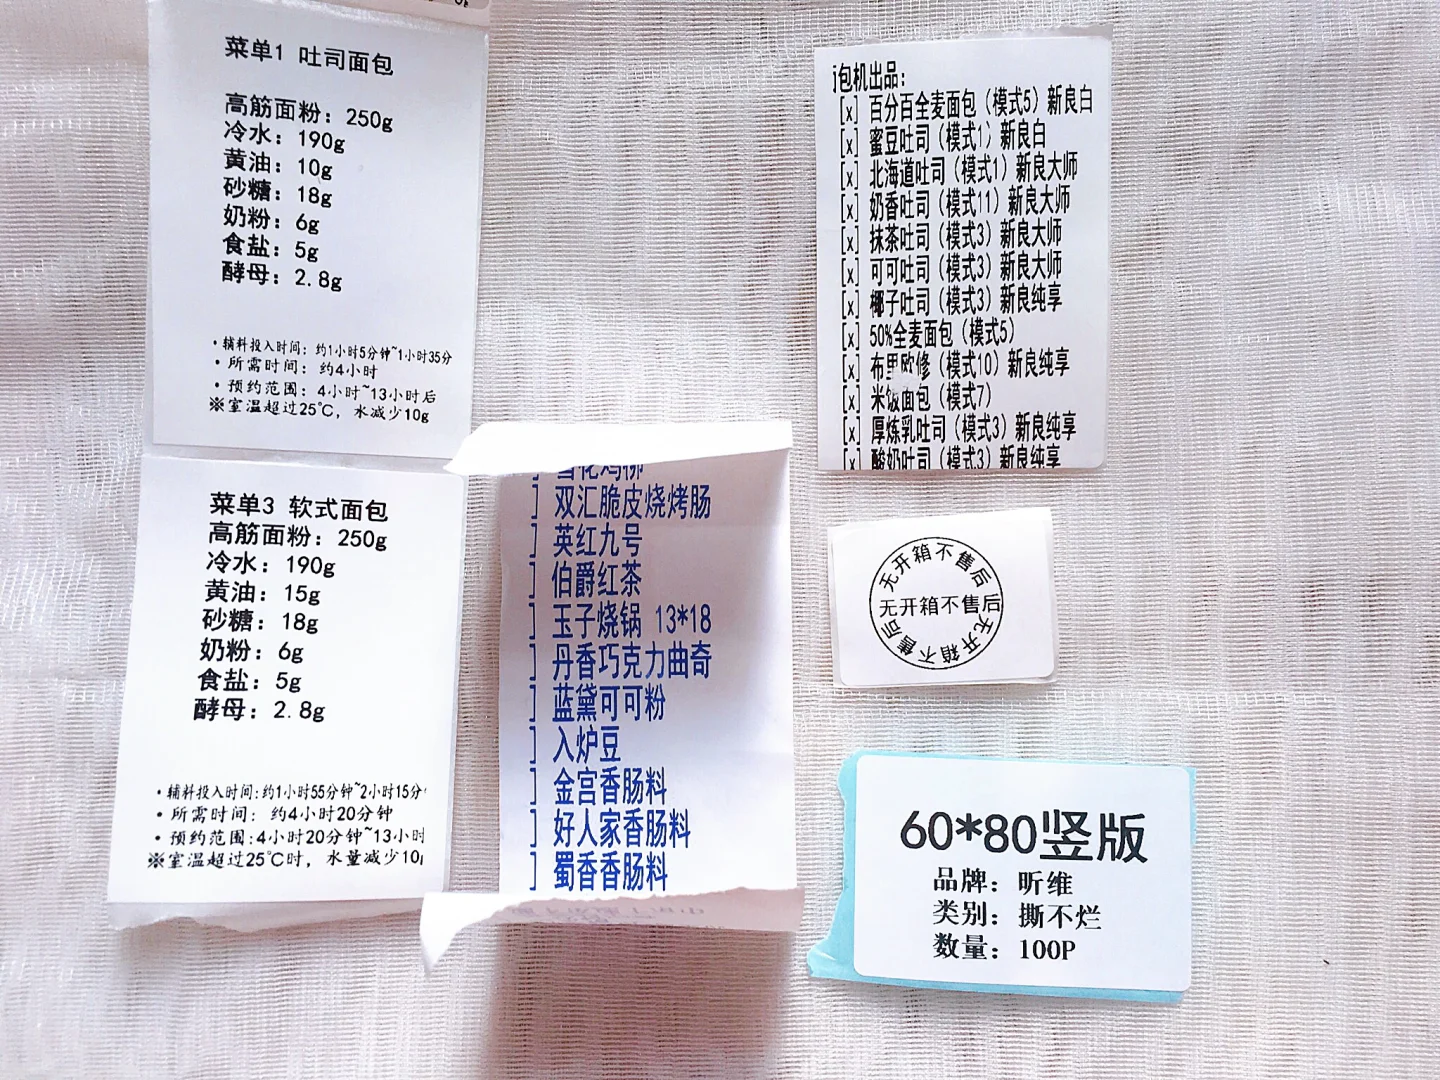 菜单1 吐司面包
高筋面粉：250g
冷水：190g
黄油：10g
砂糖：18g
奶粉：6g
食盐：5g
酵母：2.8g
·辅料投入时间：约1小时5分钟~1小时35分
·所需时间：约4小时
·预约范围：4小时~13小时后
※室温超过25℃，水减少10g
菜单3 软式面包
高筋面粉：250g
冷水：190g
黄油：15g
砂糖：18g
奶粉：6g
食盐：5g
酵母：2.8g
·辅料投入时间:约1小时55分钟~2小时15分
·所需时间：约4小时20分钟
·预约范围:4小时20分钟~13小时
※室温超过25℃时，水量减少10
] 双汇脆皮烧烤肠
] 英红九号
] 伯爵红茶
] 玉子烧锅 13*18
] 丹香巧克力曲奇
] 蓝黛可可粉
] 入炉豆
] 金宫香肠料
] 好人家香肠料
] 蜀香香肠料
包机出品：
[x] 百分百全麦面包（模式5）新良白
[x] 蜜豆吐司（模式1）新良白
[x] 北海道吐司（模式1）新良大师
[x] 奶香吐司（模式11）新良大师
[x] 抹茶吐司（模式3）新良大师
[x] 可可吐司（模式3）新良大师
[x] 椰子吐司（模式3）新良纯享
[x] 50%全麦面包（模式5）
[x] 布里欧修（模式10）新良纯享
[x] 米饭面包（模式7）
[x] 厚炼乳吐司（模式3）新良纯享
[x] 酸奶吐司（模式3）新良纯享
无开箱不售后
无开箱不售后
无开箱不售后
60*80竖版
品牌：昕维
类别：撕不烂
数量：100P